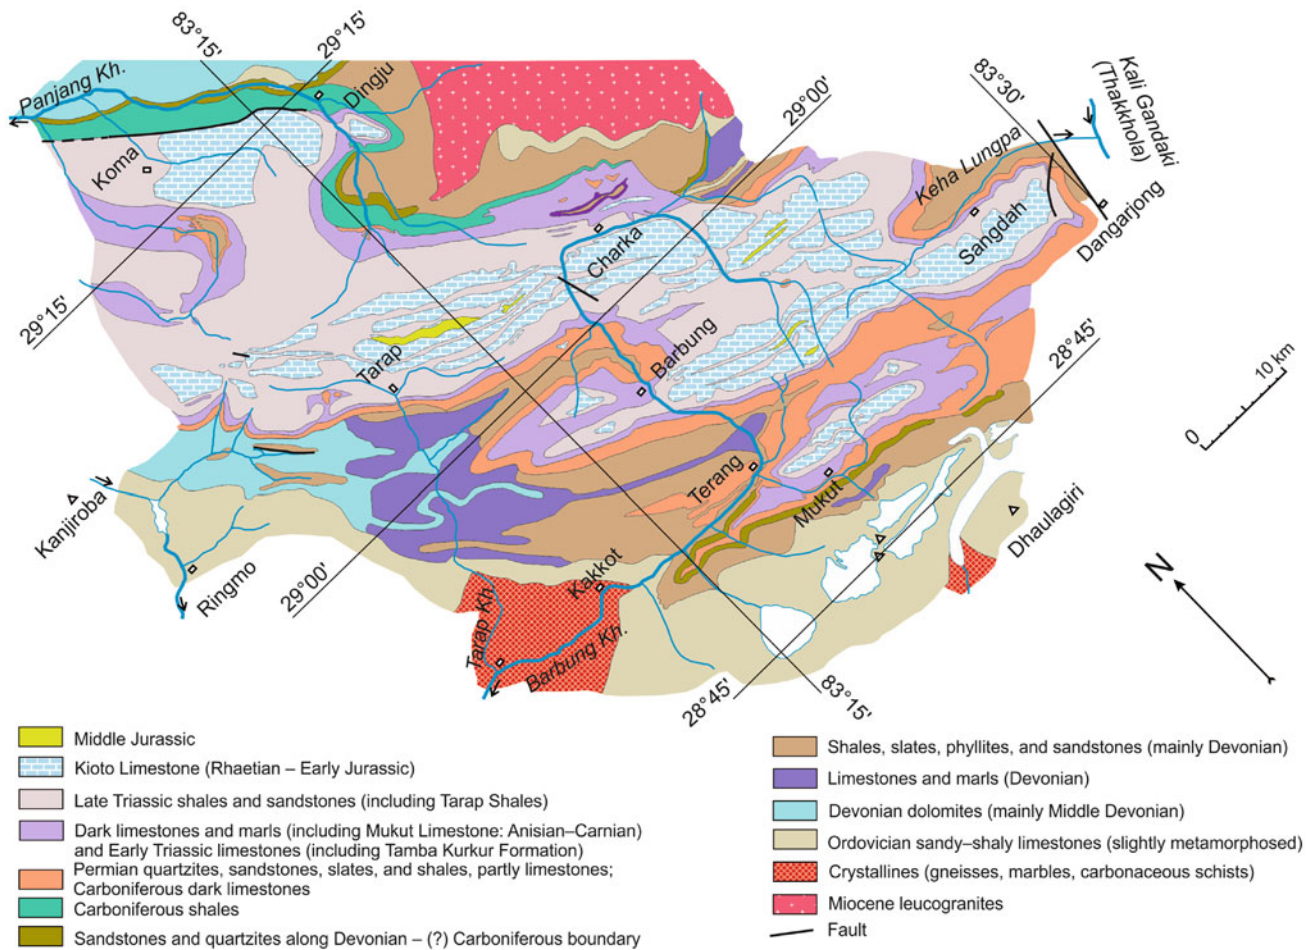 83°15'
29°15'
Panjang Kh.
Dingju
29°00'
83°30'
Kali Gandaki
(Thakkhola)
Koma
Keha Lungpa
Charka
Sangdah
Dangarjong
29°15'
Tarap
Barbung
28°45'
10 km
0
Terang
Mukut
Kanjiroba
Ringmo
29°00'
Kakkot
Dhaulagiri
N
Tarap Kh.
Barbung Kh.
28°45'
83°15'
Middle Jurassic
Kioto Limestone (Rhaetian – Early Jurassic)
Late Triassic shales and sandstones (including Tarap Shales)
Dark limestones and marls (including Mukut Limestone: Anisian–Carnian)
and Early Triassic limestones (including Tamba Kurkur Formation)
Permian quartzites, sandstones, slates, and shales, partly limestones;
Carboniferous dark limestones
Carboniferous shales
Sandstones and quartzites along Devonian – (?) Carboniferous boundary
Shales, slates, phyllites, and sandstones (mainly Devonian)
Limestones and marls (Devonian)
Devonian dolomites (mainly Middle Devonian)
Ordovician sandy–shaly limestones (slightly metamorphosed)
Crystallines (gneisses, marbles, carbonaceous schists)
Miocene leucogranites
Fault